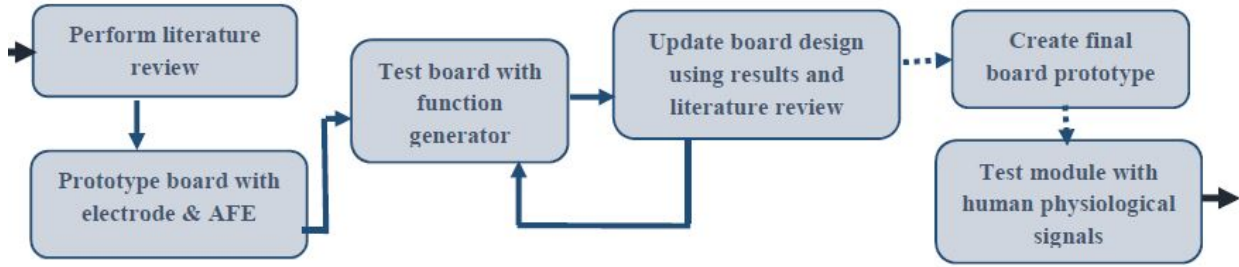 Perform literature
review
Prototype board with
electrode & AFE
Test board with
function
generator
Update board design
using results and
literature review
Create final
board prototype
Test module with
human physiological
signals